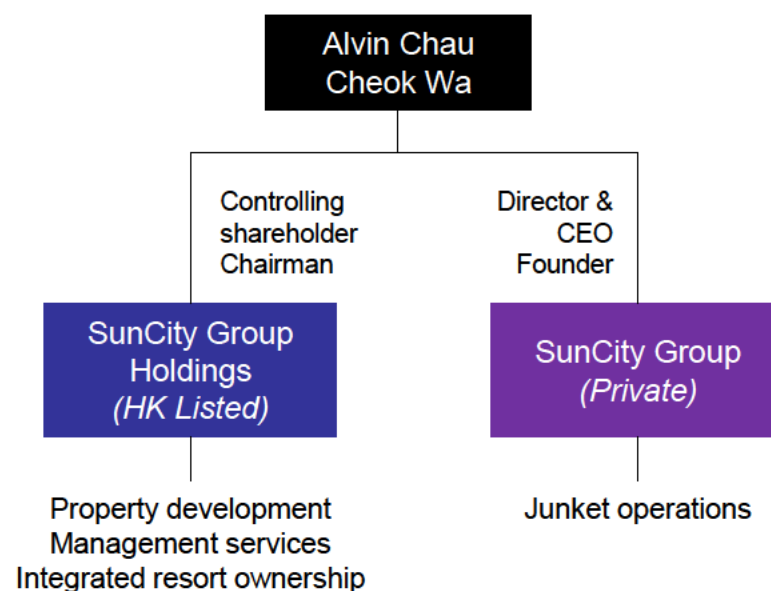 Alvin Chau
Cheok Wa
Controlling
shareholder
Chairman
Director &
CEO
Founder
SunCity Group
Holdings
(HK Listed)
SunCity Group
(Private)
Property development
Management services
Integrated resort ownership
Junket operations